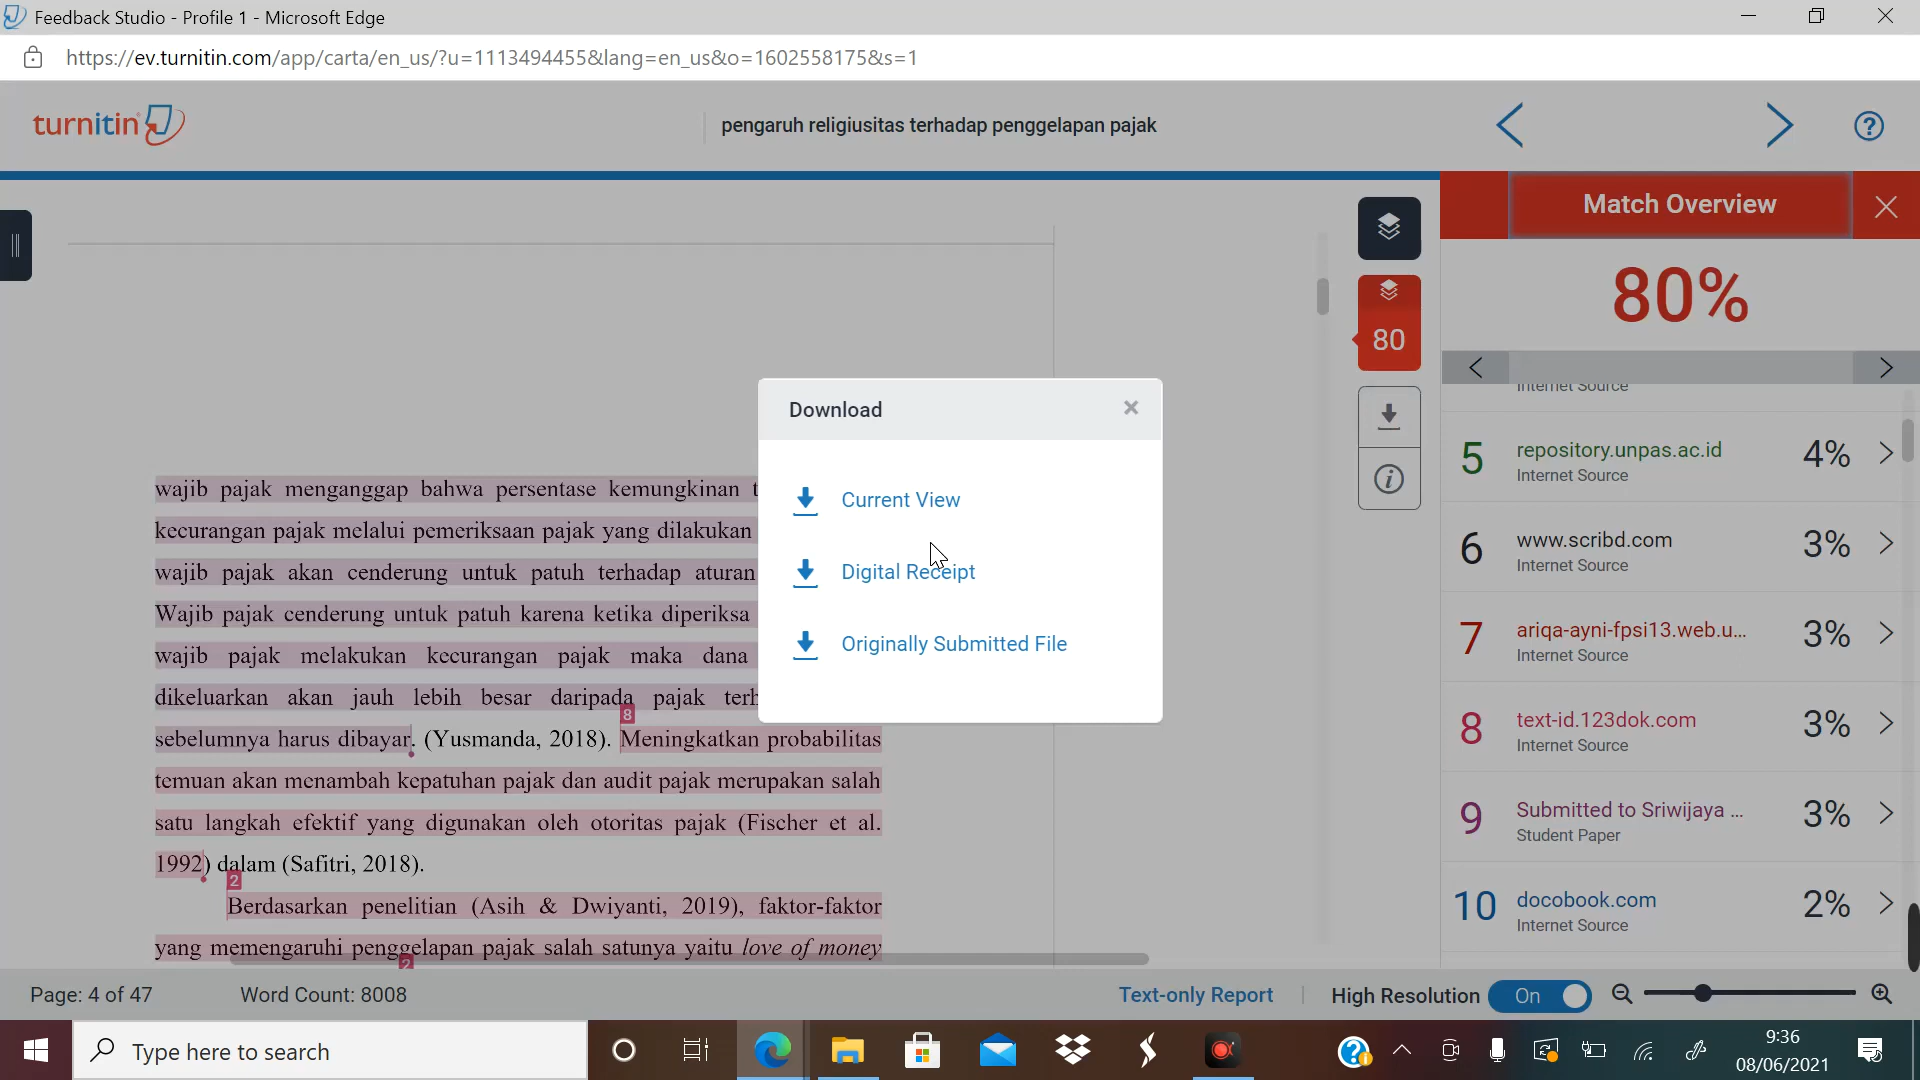 Feedback Studio - Profile 1 - Microsoft Edge
https://ev.turnitin.com/app/carta/en_us/?u=1113494455&lang=en_us&o=1602558175&s=1
turnitin
pengaruh religiusitas terhadap penggelapan pajak
Match Overview
80%
80
Internet Source
5 repository.unpas.ac.id 4%
Internet Source
6 www.scribd.com 3%
Internet Source
7 ariqa-ayni-fpsi13.web.u... 3%
Internet Source
8 text-id.123dok.com 3%
Internet Source
9 Submitted to Sriwijaya ... 3%
Student Paper
10 docobook.com 2%
Internet Source
Download
Current View
Digital Receipt
Originally Submitted File
wajib pajak menganggap bahwa persentase kemungkinan
kecurangan pajak melalui pemeriksaan pajak yang dilakukan
wajib pajak akan cenderung untuk patuh terhadap aturan
Wajib pajak cenderung untuk patuh karena ketika diperiksa
wajib pajak melakukan kecurangan pajak maka dana
dikeluarkan akan jauh lebih besar daripada pajak
8
sebelumnya harus dibayar. (Yusmanda, 2018). Meningkatkan probabilitas
temuan akan menambah kepatuhan pajak dan audit pajak merupakan salah
satu langkah efektif yang digunakan oleh otoritas pajak (Fischer et al.
1992) dalam (Safitri, 2018).
2
Berdasarkan penelitian (Asih & Dwiyanti, 2019), faktor-faktor
yang memengaruhi penggelapan pajak salah satunya yaitu love of money
2
Page: 4 of 47
Word Count: 8008
Text-only Report
High Resolution
On
Type here to search
9:36
08/06/2021